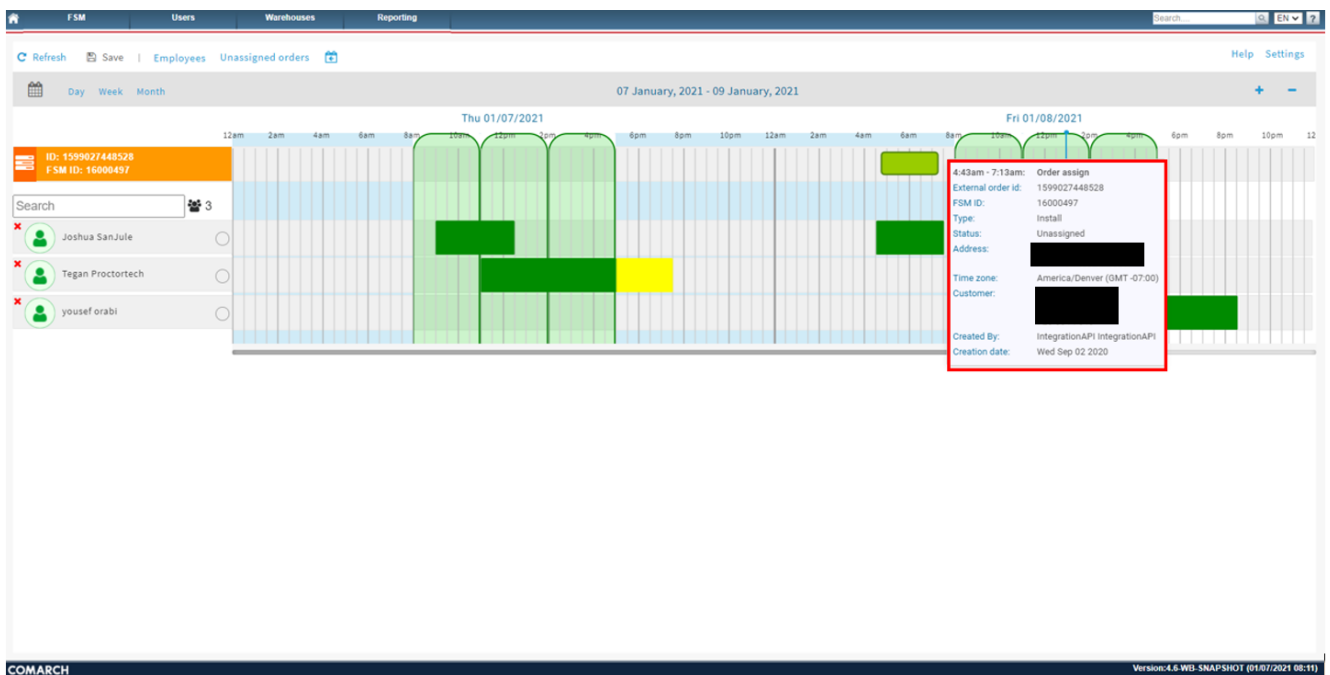 FSM Users Warehouses Reporting Search... EN ?
Refresh Save | Employees Unassigned orders Help Settings
Day Week Month 07 January, 2021 - 09 January, 2021 + −
Thu 01/07/2021 Fri 01/08/2021
12am 2am 4am 6am 8am 10am 12pm 2pm 4pm 6pm 8pm 10pm 12am 2am 4am 6am 8am 10am 12pm 2pm 4pm 6pm 8pm 10pm 12
ID: 1599027448528
FSM ID: 16000497
Search 3
Joshua SanJule
Tegan Proctortech
yousef orabi
4:43am - 7:13am: Order assign
External order id: 1599027448528
FSM ID: 16000497
Type: Install
Status: Unassigned
Address:
Time zone: America/Denver (GMT -07:00)
Customer:
Created By: IntegrationAPI IntegrationAPI
Creation date: Wed Sep 02 2020
COMARCH Version:4.6-WB-SNAPSHOT (01/07/2021 08:11)